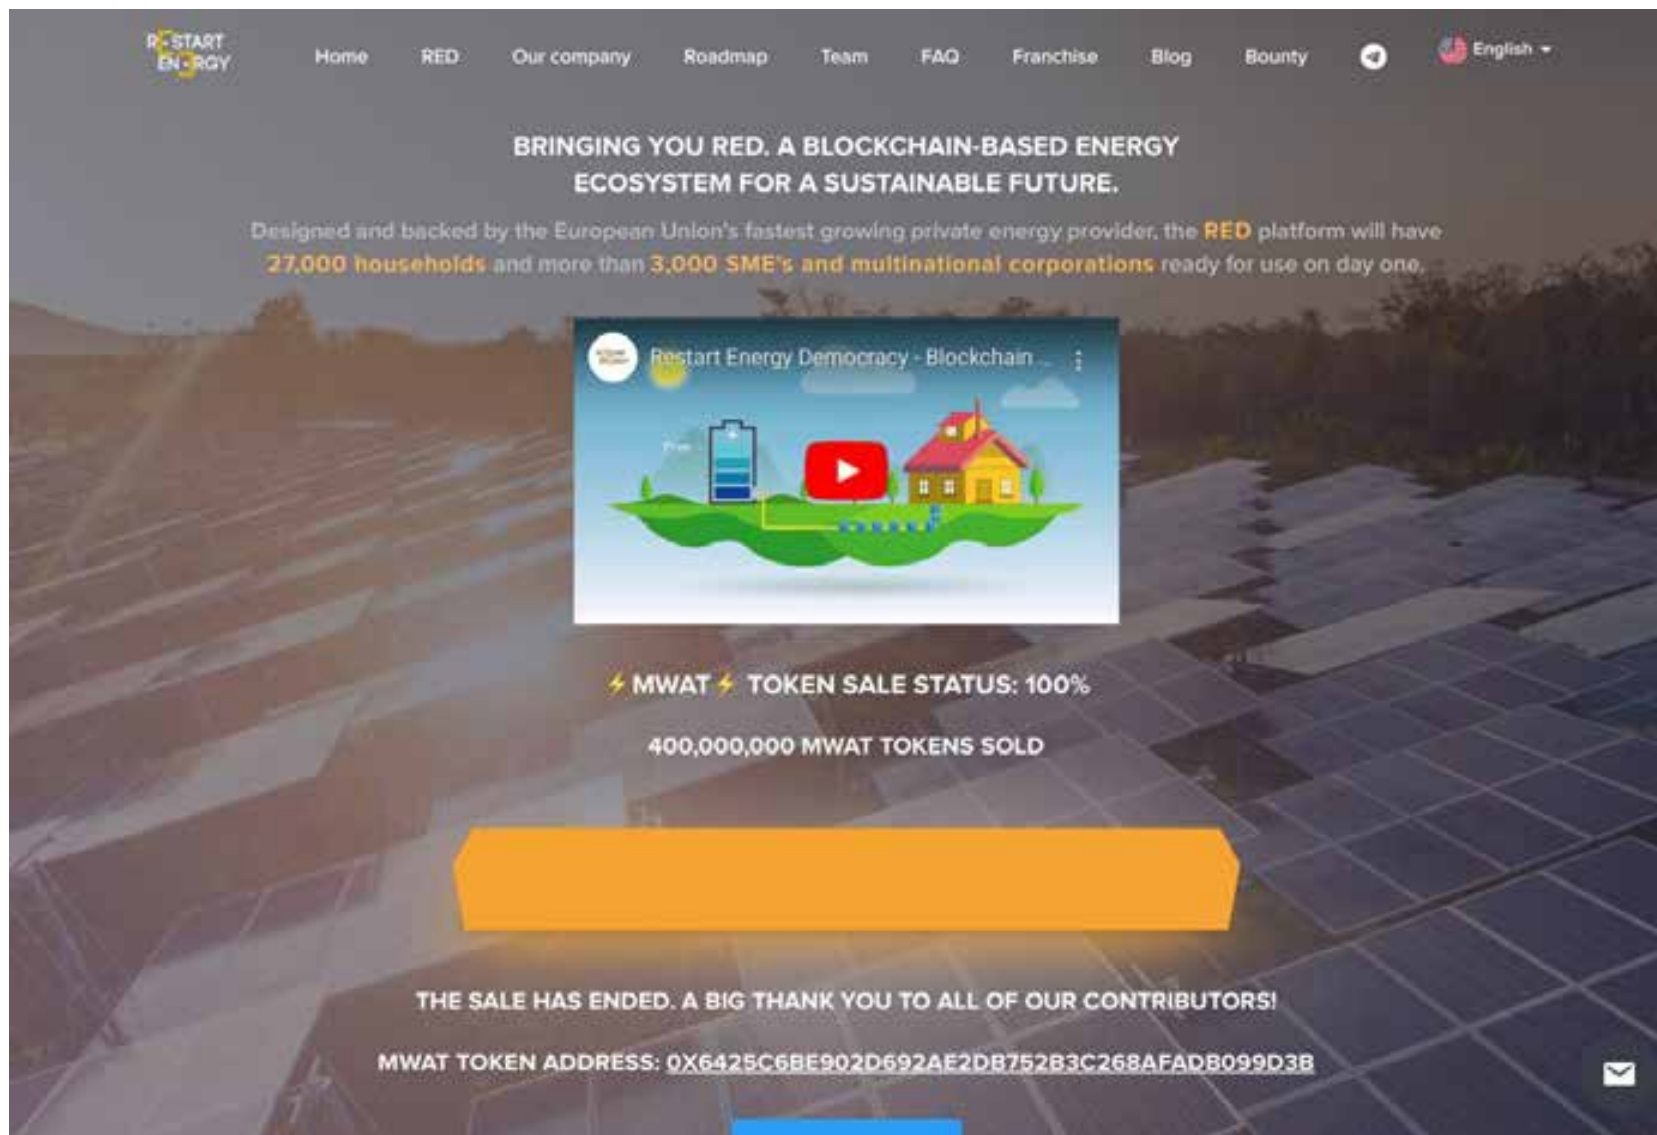 RESTART
ENERGY
Home RED Our company Roadmap Team FAQ Franchise Blog Bounty English
BRINGING YOU RED. A BLOCKCHAIN-BASED ENERGY
ECOSYSTEM FOR A SUSTAINABLE FUTURE.
Designed and backed by the European Union's fastest growing private energy provider, the RED platform will have
27,000 households and more than 3,000 SME's and multinational corporations ready for use on day one.
Restart Energy Democracy - Blockchain ...
⚡MWAT⚡ TOKEN SALE STATUS: 100%
400,000,000 MWAT TOKENS SOLD
THE SALE HAS ENDED. A BIG THANK YOU TO ALL OF OUR CONTRIBUTORS!
MWAT TOKEN ADDRESS: 0X6425C6BE902D692AE2DB752B3C268AFADB099D3B